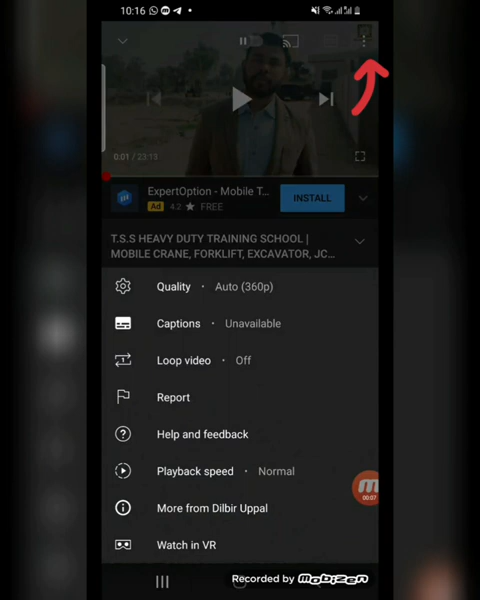 10:16
0:01 / 23:15
ExpertOption - Mobile T...
INSTALL
Ad 4.2 ★ FREE
T.S.S HEAVY DUTY TRAINING SCHOOL |
MOBILE CRANE, FORKLIFT, EXCAVATOR, JC...
Quality · Auto (360p)
Captions · Unavailable
Loop video · Off
Report
Help and feedback
Playback speed · Normal
00:07
More from Dilbir Uppal
Watch in VR
Recorded by mobizen